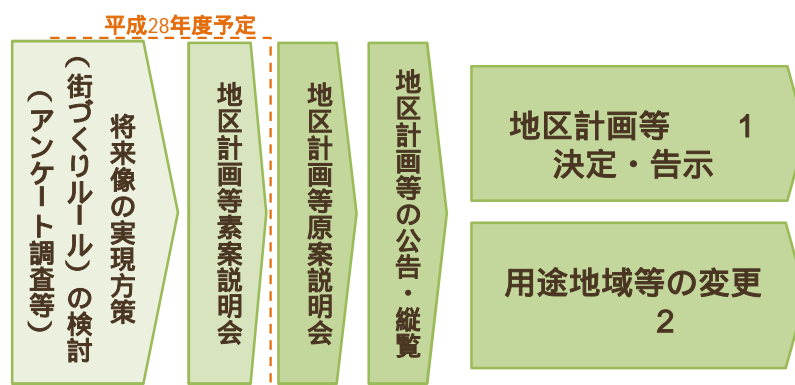 平成28年度予定
将来像の実現方策
（街づくりルール）の検討
（アンケート調査等）
地区計画等素案説明会
地区計画等原案説明会
地区計画等の公告・縦覧
地区計画等　1
決定・告示
用途地域等の変更
2